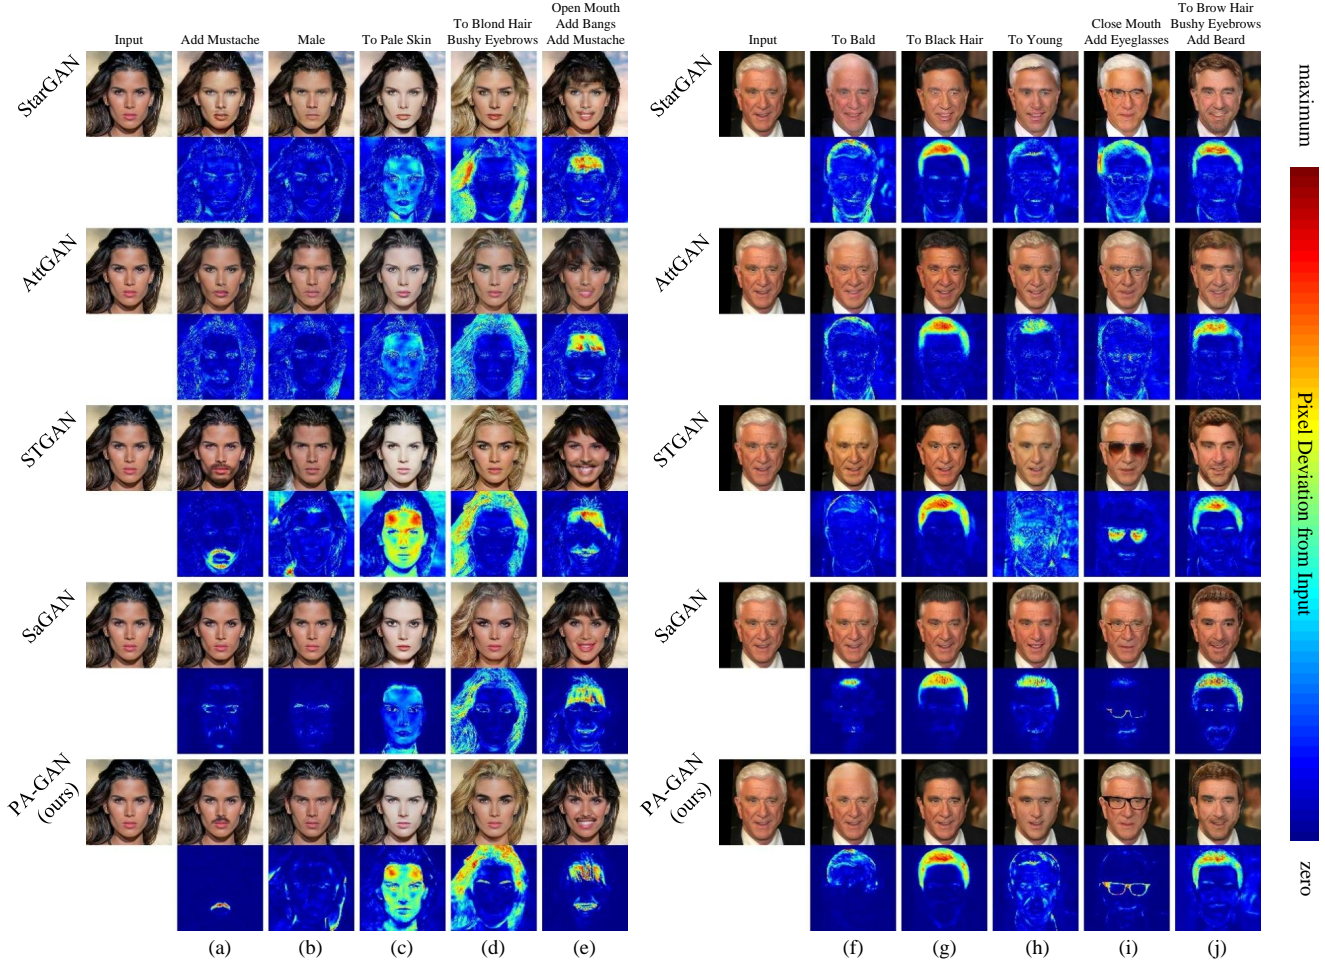 Input
Add Mustache
Male
To Pale Skin
To Blond Hair
Bushy Eyebrows
Open Mouth
Add Bangs
Add Mustache
Input
To Bald
To Black Hair
To Young
Close Mouth
Add Eyeglasses
To Brow Hair
Bushy Eyebrows
Add Beard
StarGAN
StarGAN
AttGAN
AttGAN
STGAN
STGAN
SaGAN
SaGAN
PA-GAN
(ours)
PA-GAN
(ours)
maximum
Pixel Deviation from Input
zero
(a)
(b)
(c)
(d)
(e)
(f)
(g)
(h)
(i)
(j)